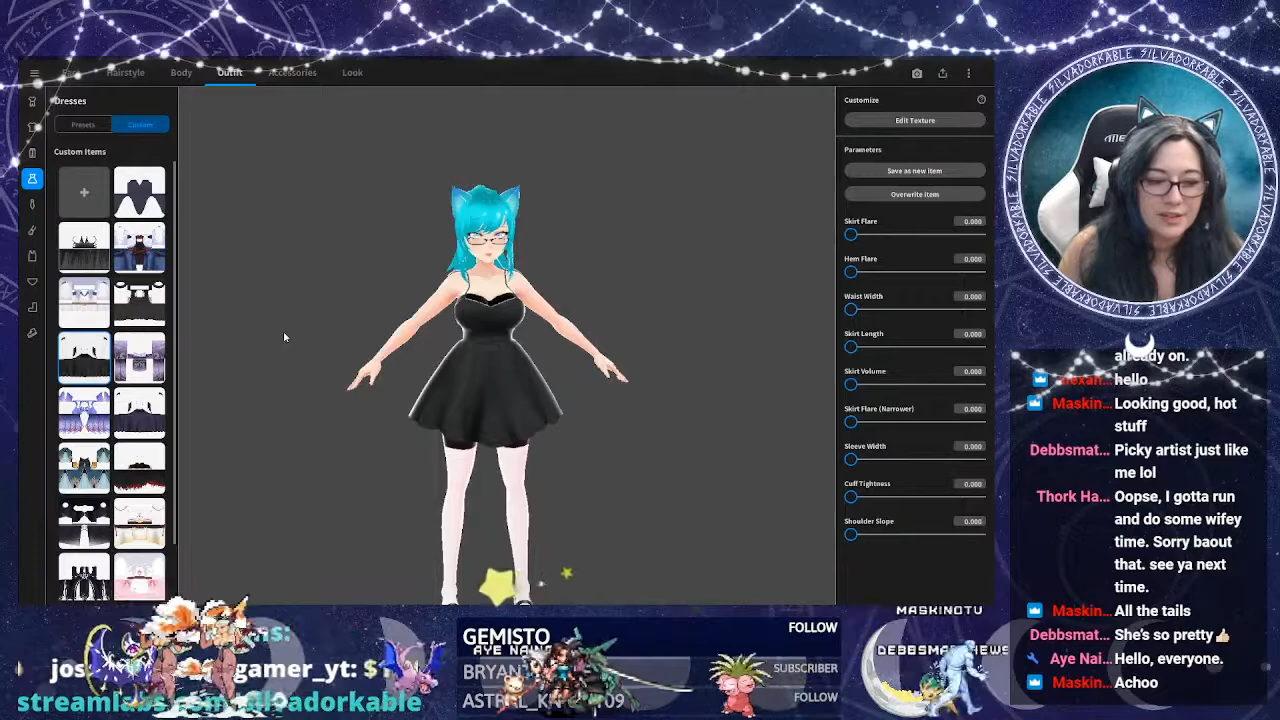 Hairstyle Body Outfit Accessories Look
Dresses
Presets Custom
Custom Items
Customize
Edit Texture
Parameters
Save as new item
Overwrite item
Skirt Flare 0.000
Hem Flare 0.000
Waist Width 0.000
Skirt Length 0.000
Skirt Volume 0.000
Skirt Flare (Narrower) 0.000
Sleeve Width 0.000
Cuff Tightness 0.000
Shoulder Slope 0.000
SILVADORKABLE
already on.
hello
Maskin... Looking good, hot
stuff
Debbsmat... Picky artist just like
me lol
Thork Ha... Oopse, I gotta run
and do some wifey
time. Sorry baout
that. see ya next
time.
Maskin... All the tails
Debbsmat... She's so pretty👍🏻
Aye Nai... Hello, everyone.
Maskin... Achoo
MASKINOTU
GEMISTO FOLLOW
AYE NAIN
BRYAN SUBSCRIBER
FOLLOW
gamer_yt: